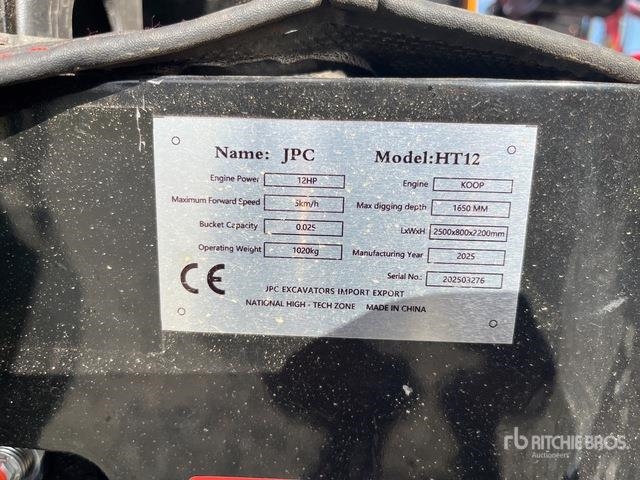 Name: JPC Model:HT12
Engine Power 12HP Engine KOOP
Maximum Forward Speed 5km/h Max digging depth 1650 MM
Bucket Capacity 0.025 LxWxH 2500x800x2200mm
Operating Weight 1020kg Manufacturing Year 2025
Serial No.: 202503276
CE
JPC EXCAVATORS IMPORT EXPORT
NATIONAL HIGH - TECH ZONE MADE IN CHINA
rb RITCHIE BROS.
Auctioneers